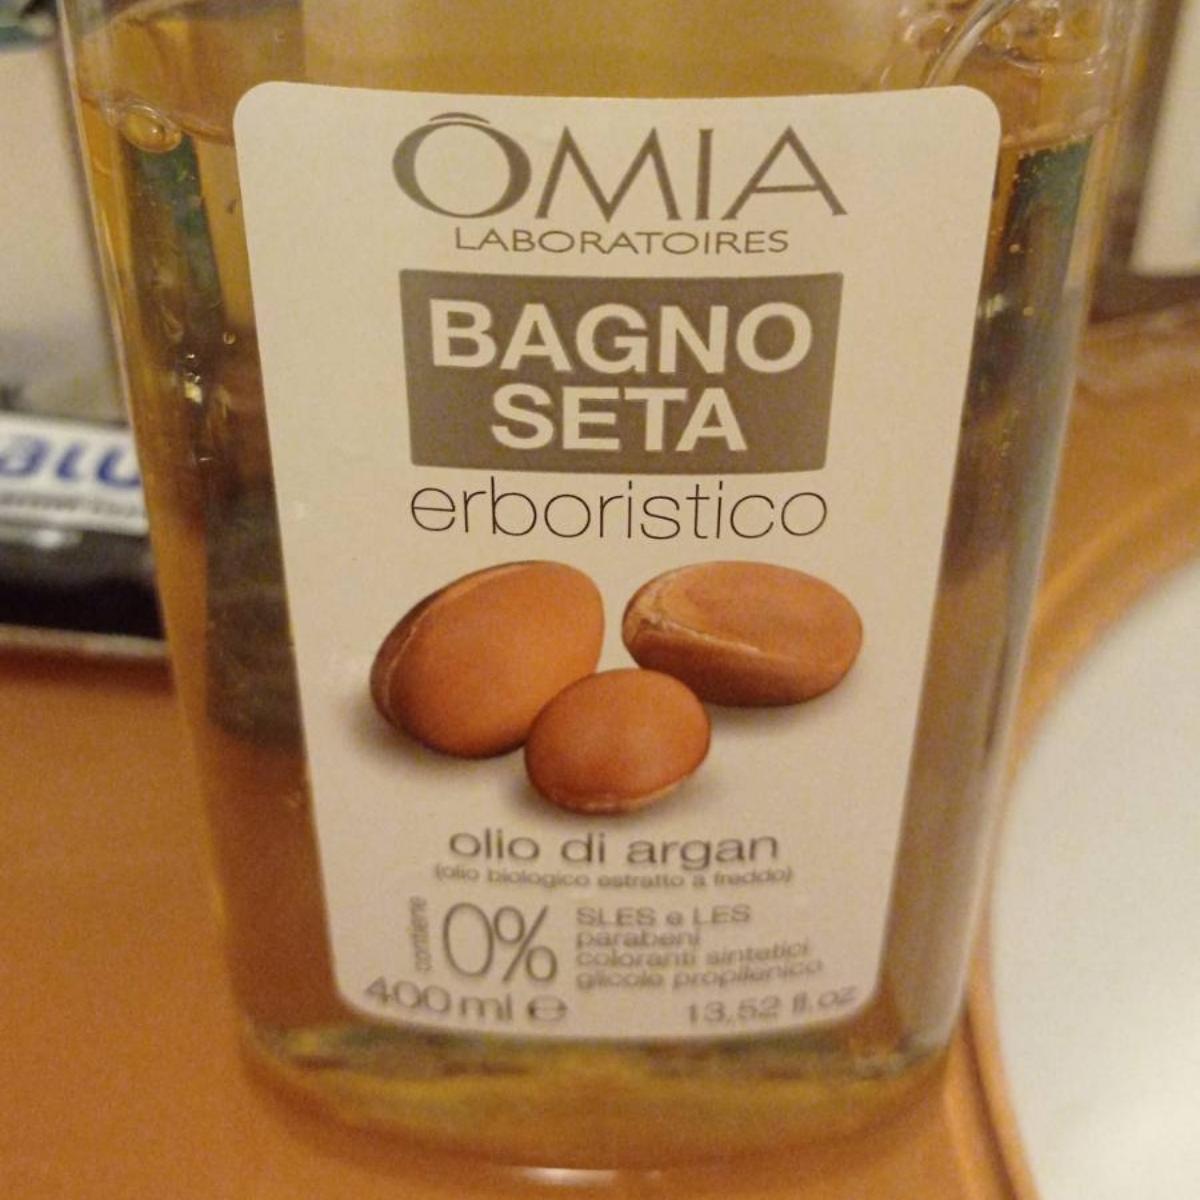 ÔMIA
LABORATOIRES
BAGNO
SETA
erboristico
olio di argan
(olio biologico estratto a freddo)
contiene
0%
SLES e LES
parabeni
coloranti sintetici
glicole propilenico
400 ml e
13,52 fl.oz